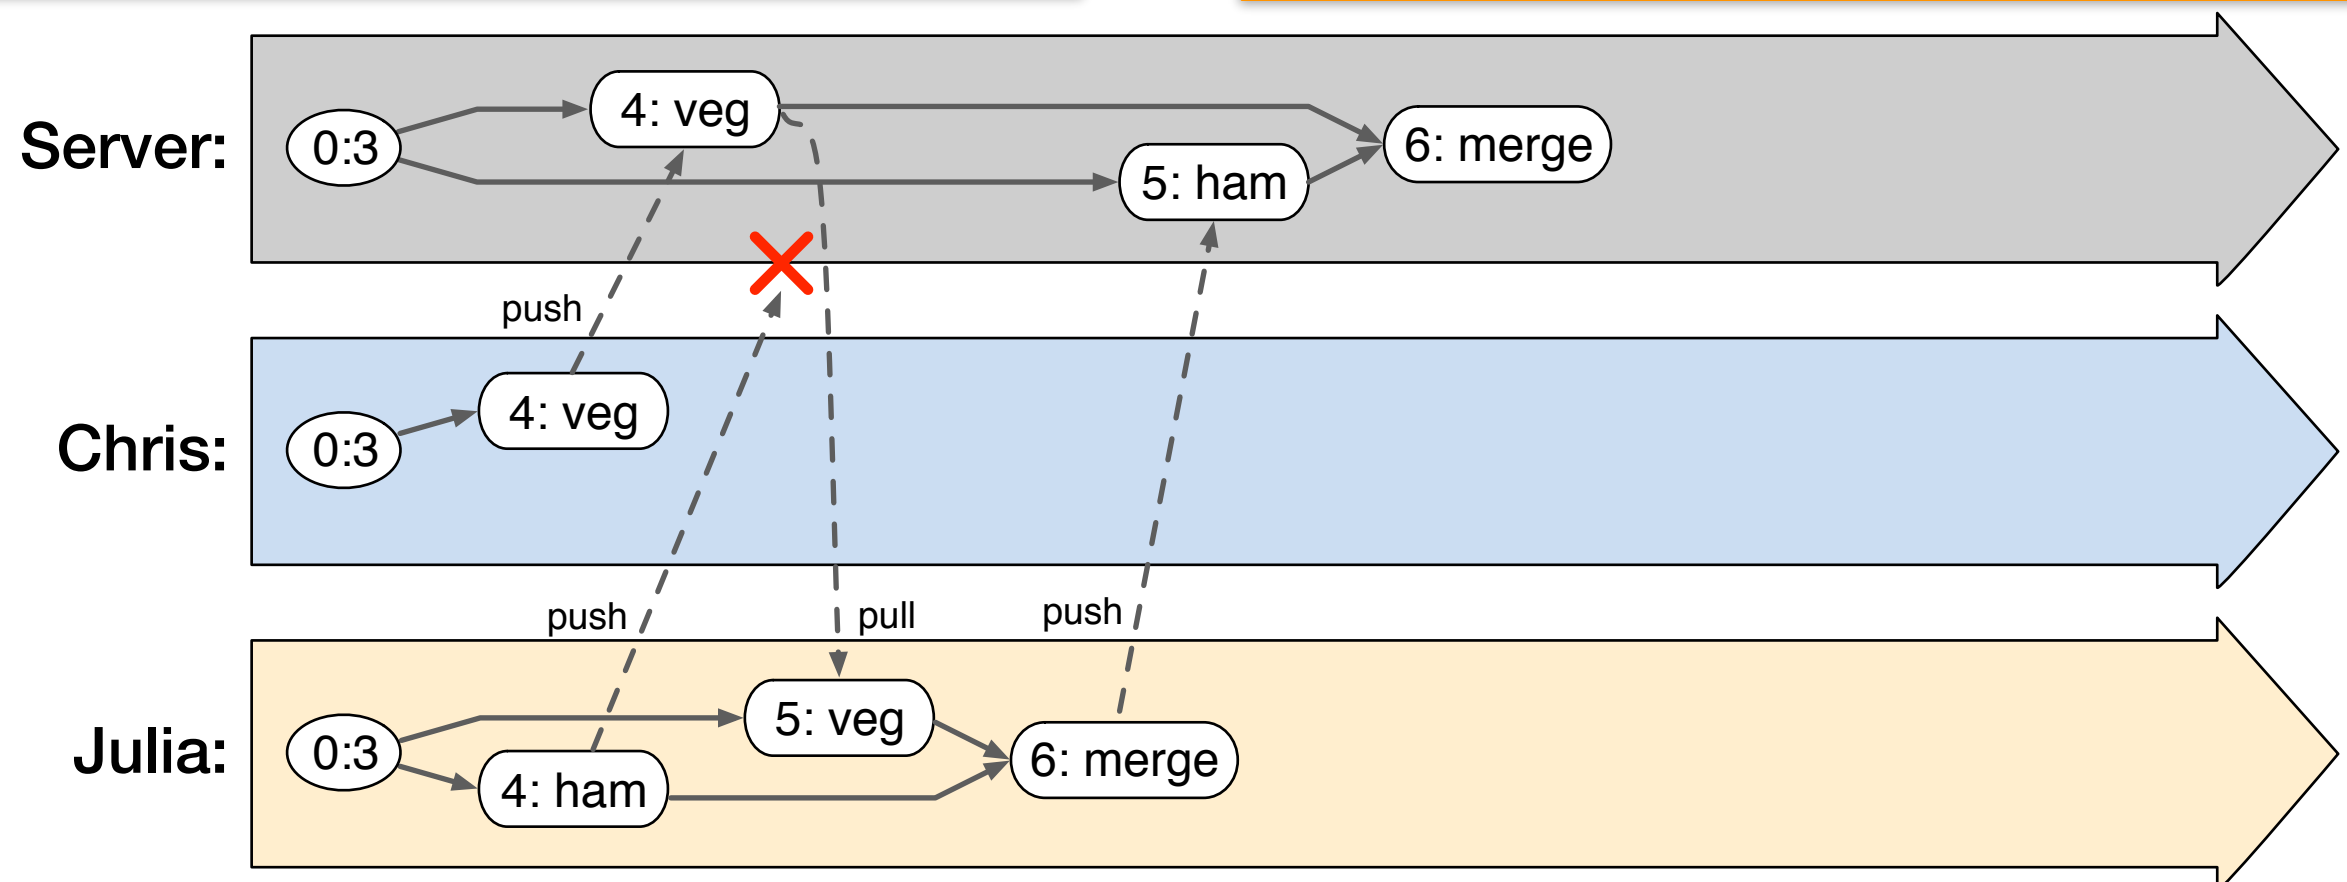 Server:
0:3
4: veg
5: ham
6: merge
push
Chris:
0:3
4: veg
push
pull
push
Julia:
0:3
4: ham
5: veg
6: merge